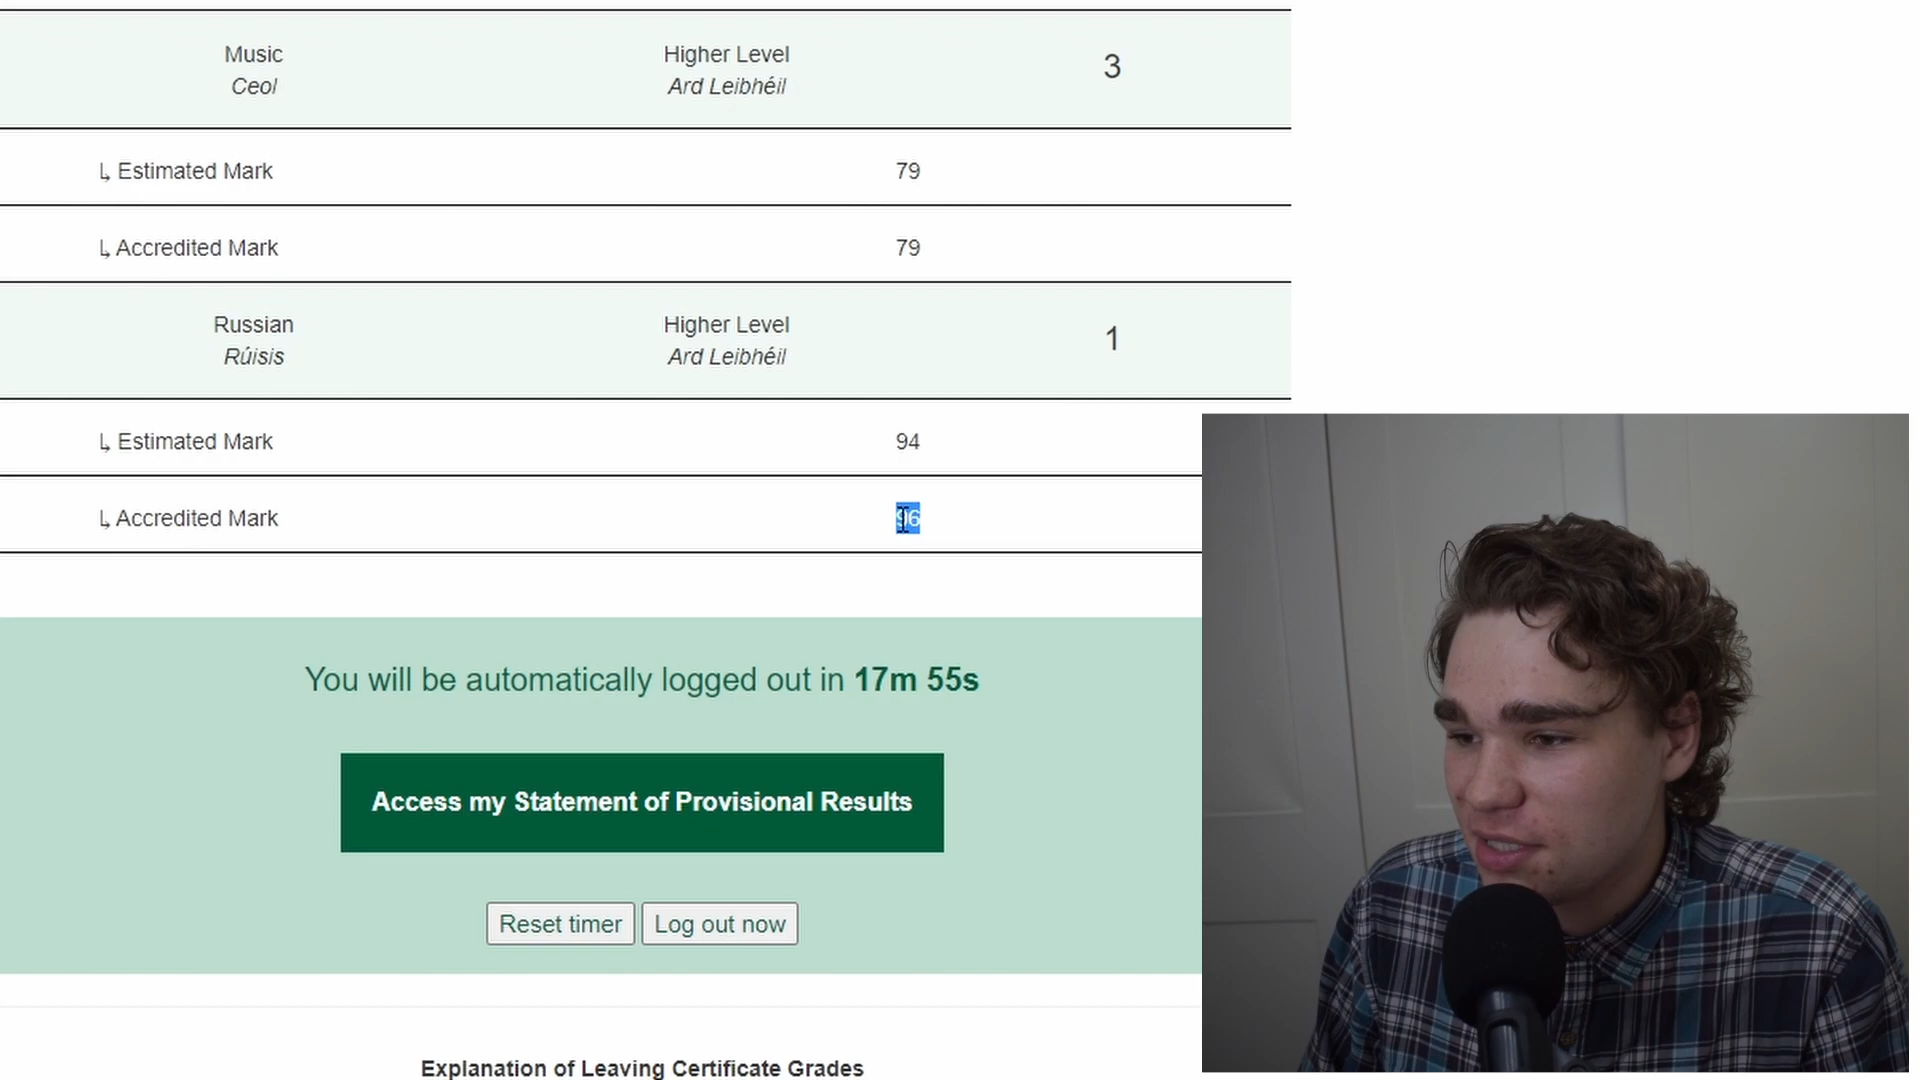 Music
Ceol
Higher Level
Ard Leibhéil
3
↳ Estimated Mark
79
↳ Accredited Mark
79
Russian
Rúisis
Higher Level
Ard Leibhéil
1
↳ Estimated Mark
94
↳ Accredited Mark
96
You will be automatically logged out in 17m 55s
Access my Statement of Provisional Results
Reset timer
Log out now
Explanation of Leaving Certificate Grades